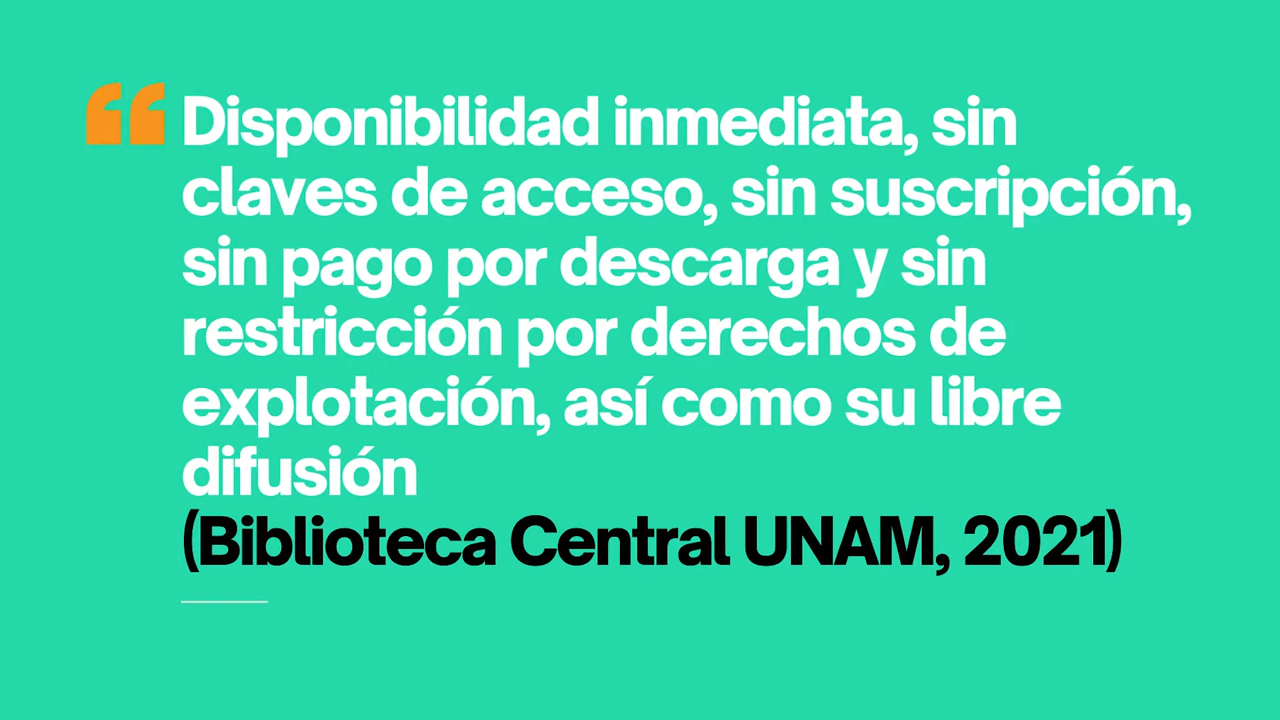 “ Disponibilidad inmediata, sin
claves de acceso, sin suscripción,
sin pago por descarga y sin
restricción por derechos de
explotación, así como su libre
difusión
(Biblioteca Central UNAM, 2021)